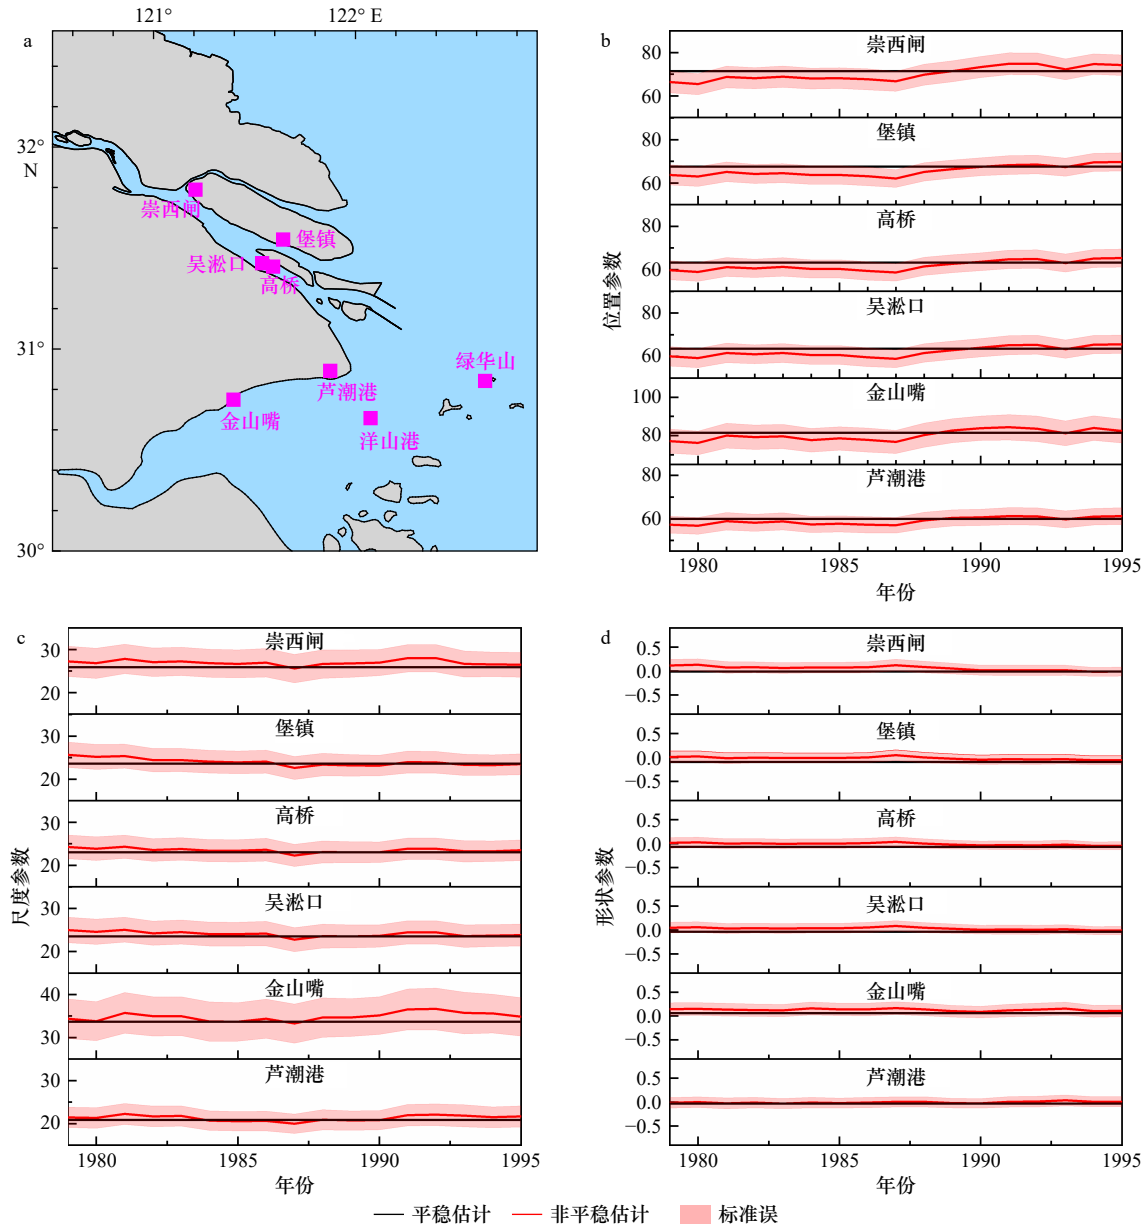 a
121°
122° E
32°
N
31°
30°
崇西闸
堡镇
吴淞口
高桥
芦潮港
金山嘴
绿华山
洋山港
b
位置参数
崇西闸
80
60
堡镇
80
60
高桥
80
60
吴淞口
80
60
金山嘴
100
80
芦潮港
80
60
1980
1985
1990
1995
年份
c
尺度参数
崇西闸
30
20
堡镇
30
20
高桥
30
20
吴淞口
30
20
金山嘴
40
30
芦潮港
30
20
1980
1985
1990
1995
年份
d
形状参数
崇西闸
0.5
0.0
−0.5
堡镇
0.5
0.0
−0.5
高桥
0.5
0.0
−0.5
吴淞口
0.5
0.0
−0.5
金山嘴
0.5
0.0
−0.5
芦潮港
0.5
0.0
−0.5
1980
1985
1990
1995
年份
平稳估计
非平稳估计
标准误